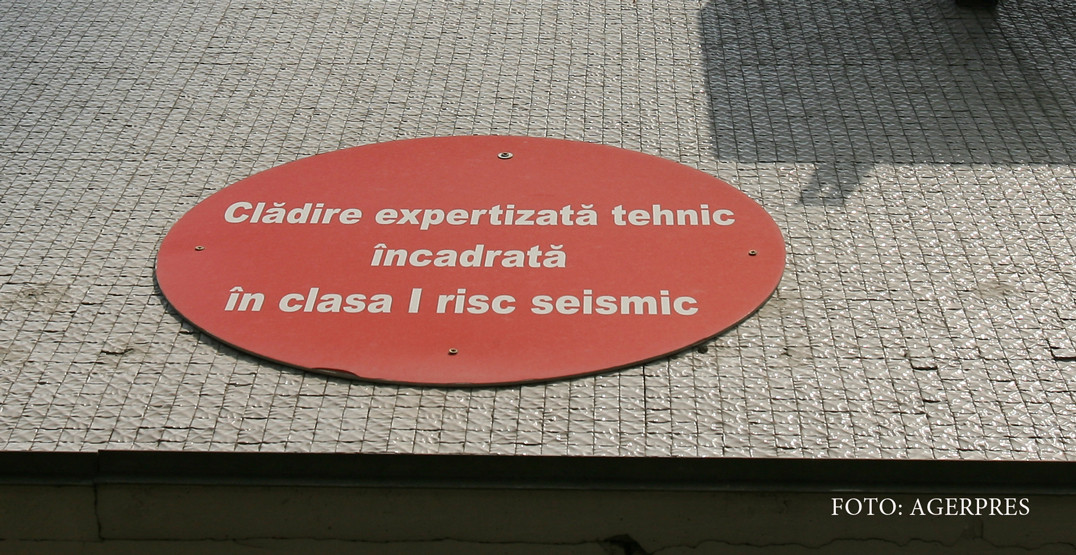 Clădire expertizată tehnic
încadrată
în clasa I risc seismic
FOTO: AGERPRES